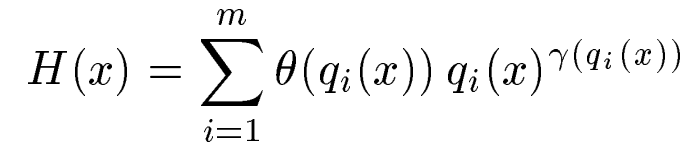 H(x) = \sum_{i=1}^{m} \theta(q_i(x)) \, q_i(x)^{\gamma(q_i(x))}